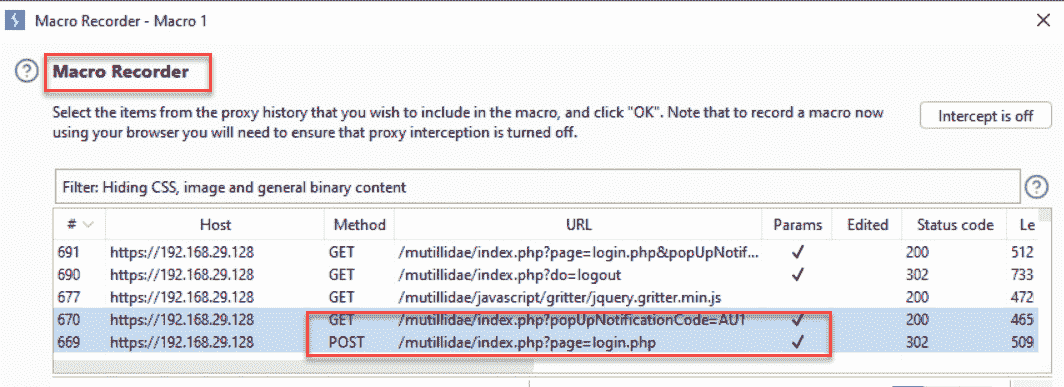 Macro Recorder - Macro 1
Macro Recorder
Select the items from the proxy history that you wish to include in the macro, and click "OK". Note that to record a macro now
using your browser you will need to ensure that proxy interception is turned off.
Intercept is off
Filter: Hiding CSS, image and general binary content
# Host Method URL Params Edited Status code Le
691 https://192.168.29.128 GET /mutillidae/index.php?page=login.php&popUpNotif... ✓ 200 512
690 https://192.168.29.128 GET /mutillidae/index.php?do=logout ✓ 302 733
677 https://192.168.29.128 GET /mutillidae/javascript/gritter/jquery.gritter.min.js 200 472
670 https://192.168.29.128 GET /mutillidae/index.php?popUpNotificationCode=AU1 ✓ 200 465
669 https://192.168.29.128 POST /mutillidae/index.php?page=login.php ✓ 302 509